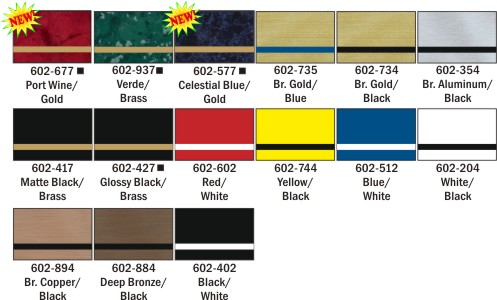 NEW
NEW
602-677 ■ 602-937■ 602-577 ■ 602-735 602-734 602-354
Port Wine/ Verde/ Celestial Blue/ Br. Gold/ Br. Gold/ Br. Aluminum/
Gold Brass Gold Blue Black Black
602-417 602-427■ 602-602 602-744 602-512 602-204
Matte Black/ Glossy Black/ Red/ Yellow/ Blue/ White/
Brass Brass White Black White Black
602-894 602-884 602-402
Br. Copper/ Deep Bronze/ Black/
Black Black White